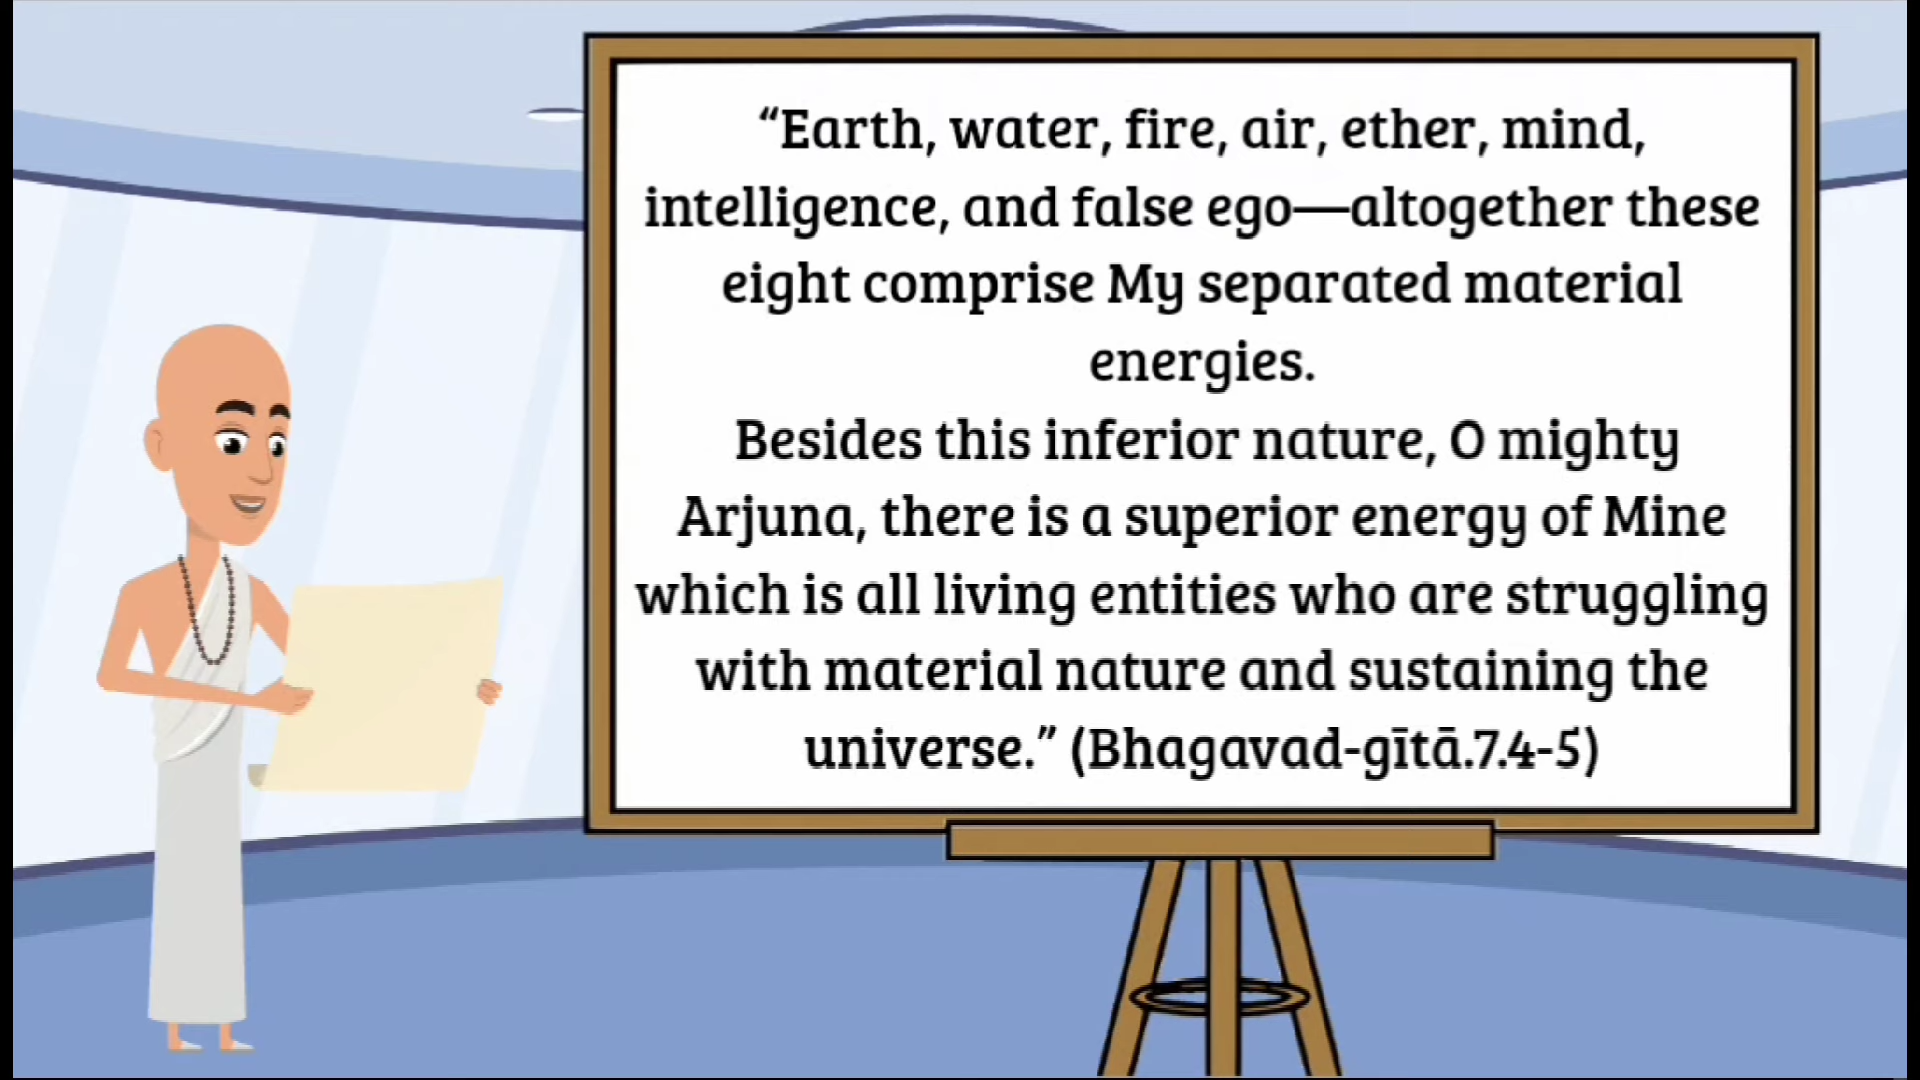 “Earth, water, fire, air, ether, mind,
intelligence, and false ego—altogether these
eight comprise My separated material
energies.
Besides this inferior nature, O mighty
Arjuna, there is a superior energy of Mine
which is all living entities who are struggling
with material nature and sustaining the
universe.” (Bhagavad-gītā.7.4-5)